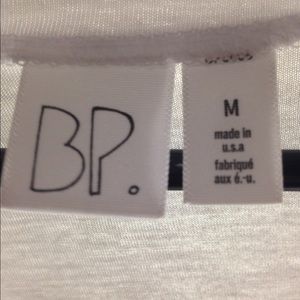 BP.
M
made in
u.s.a
fabriqué
aux é.-u.